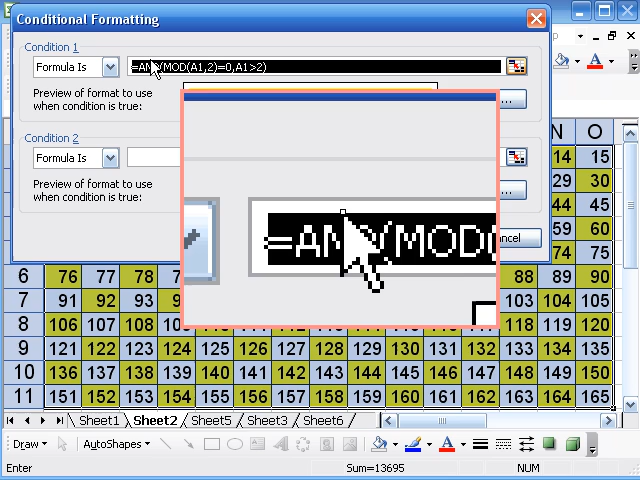 Conditional Formatting
Condition 1
Formula Is
=AND(MOD(A1,2)=0,A1>2)
Preview of format to use
when condition is true:
...
Condition 2
Formula Is
Preview of format to use
when condition is true:
...
=AND(MOD(
N O
14 15
29 30
44 45
59 60
74 75
6 76 77 78 88 89 90
7 91 92 93 103 104 105
8 106 107 108 118 119 120
9 121 122 123 124 125 126 127 128 129 130 131 132 133 134 135
10 136 137 138 139 140 141 142 143 144 145 146 147 148 149 150
11 151 152 153 154 155 156 157 158 159 160 161 162 163 164 165
Sheet1 Sheet2 Sheet5 Sheet3 Sheet6
Draw AutoShapes A A
Enter Sum=13695 NUM